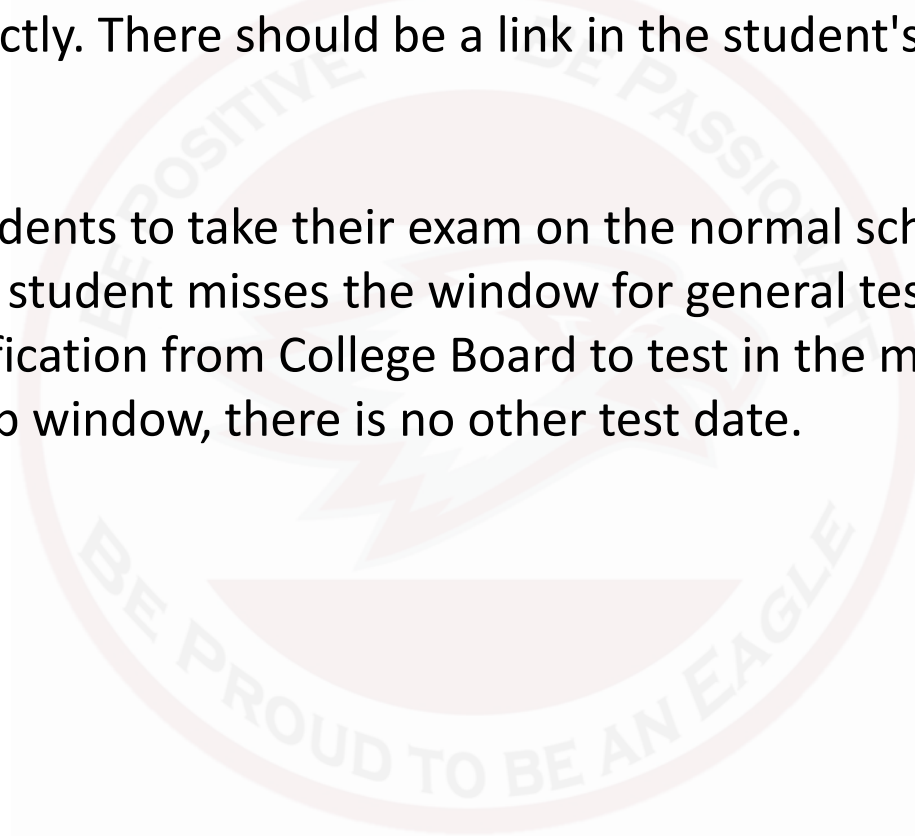 ctly. There should be a link in the student's
dents to take their exam on the normal sch
student misses the window for general tes
fication from College Board to test in the m
p window, there is no other test date.
BE POSITIVE BE PASSIONATE
BE PROUD TO BE AN EAGLE